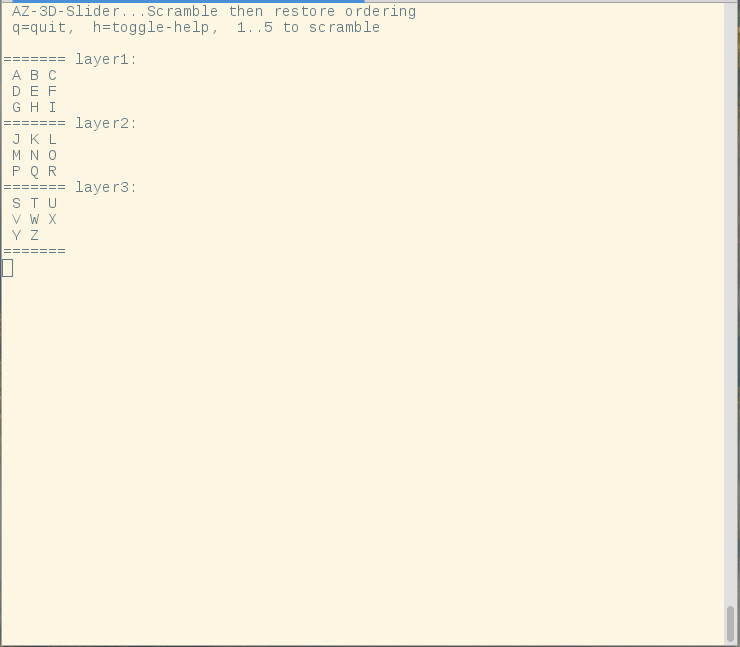 AZ-3D-Slider...Scramble then restore ordering
q=quit,  h=toggle-help,  1..5 to scramble
======= layer1:
A B C
D E F
G H I
======= layer2:
J K L
M N O
P Q R
======= layer3:
S T U
V W X
Y Z
=======